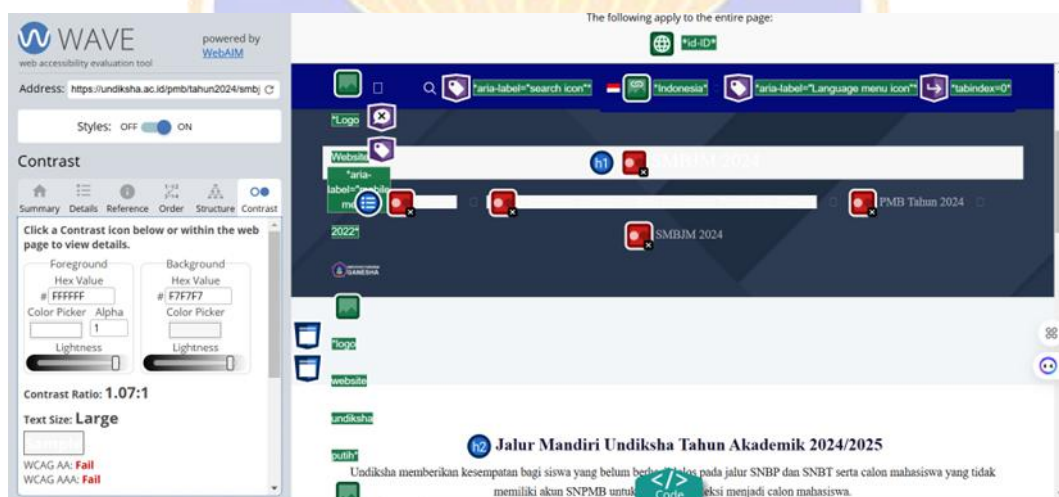 The following apply to the entire page:
*id-ID*
WAVE
powered by
WebAIM
web accessibility evaluation tool
Address: https://undiksha.ac.id/pmb/tahun2024/smbj
Styles: OFF ON
Contrast
Summary Details Reference Order Structure Contrast
Click a Contrast icon below or within the web
page to view details.
Foreground Background
Hex Value Hex Value
# FFFFFF # F7F7F7
Color Picker Alpha Color Picker
1
Lightness Lightness
Contrast Ratio: 1.07:1
Text Size: Large
Sample
WCAG AA: Fail
WCAG AAA: Fail
*aria-label="search icon"* *Indonesia* *aria-label="Language menu icon"* *tabindex=0*
*Logo
Website
*aria-
label="mobile
2022*
h1 SMBJM 2024
PMB Tahun 2024
SMBJM 2024
GANESHA
*logo
website
undiksha
putih*
h2 Jalur Mandiri Undiksha Tahun Akademik 2024/2025
Undiksha memberikan kesempatan bagi siswa yang belum pada jalur SNBP dan SNBT serta calon mahasiswa yang tidak
memiliki akun SNPMB untuk menjadi calon mahasiswa.
</>
Code